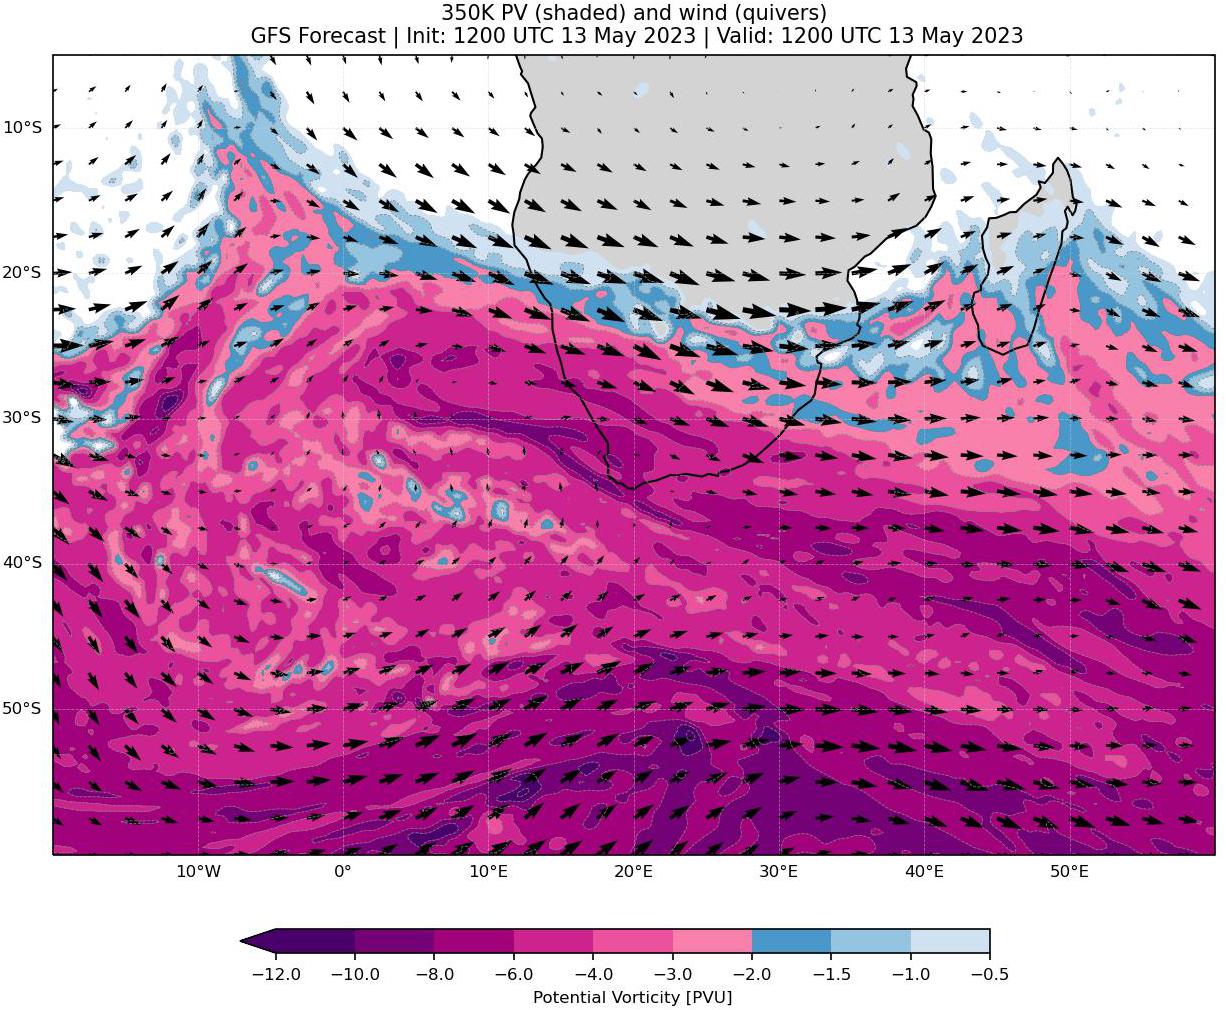 350K PV (shaded) and wind (quivers)
GFS Forecast | Init: 1200 UTC 13 May 2023 | Valid: 1200 UTC 13 May 2023
10°S
20°S
30°S
40°S
50°S
10°W 0° 10°E 20°E 30°E 40°E 50°E
−12.0 −10.0 −8.0 −6.0 −4.0 −3.0 −2.0 −1.5 −1.0 −0.5
Potential Vorticity [PVU]